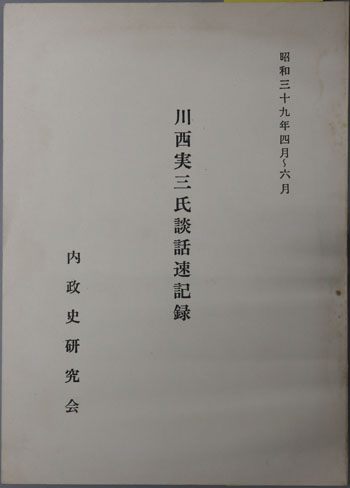 昭和三十九年四月~六月
川西実三氏談話速記録
内政史研究会